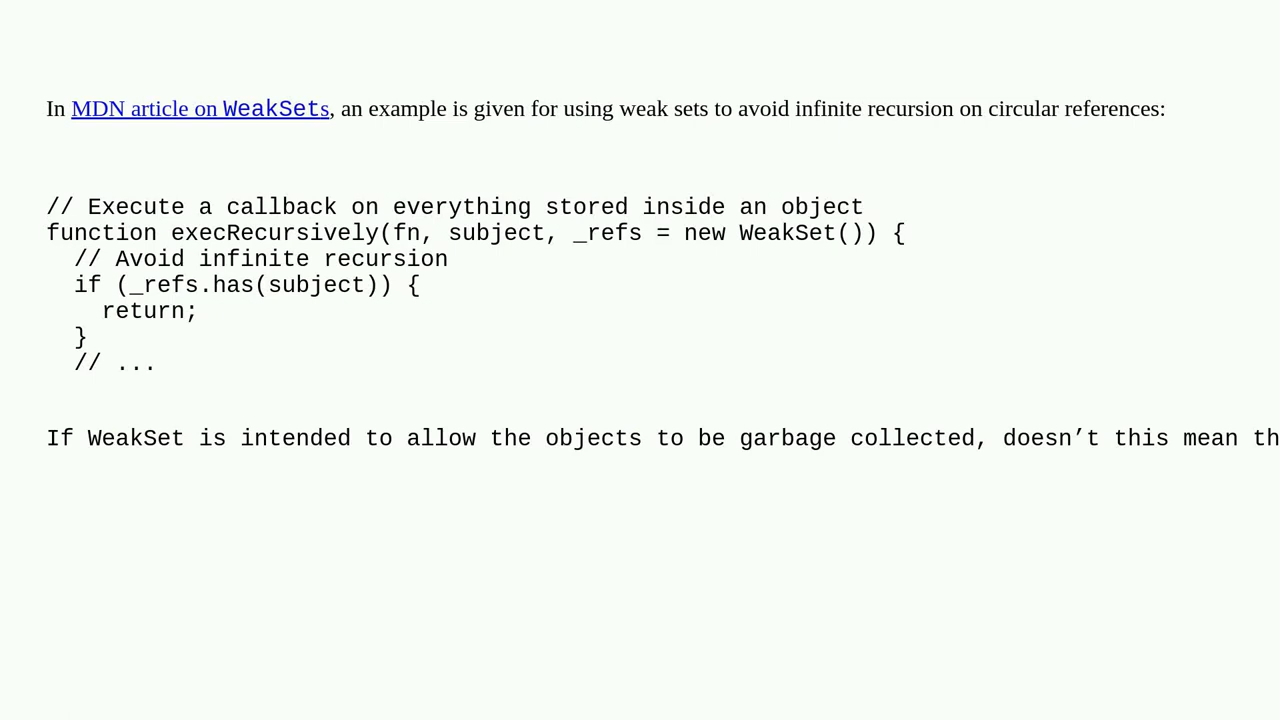 In MDN article on WeakSets, an example is given for using weak sets to avoid infinite recursion on circular references:
// Execute a callback on everything stored inside an object
function execRecursively(fn, subject, _refs = new WeakSet()) {
  // Avoid infinite recursion
  if (_refs.has(subject)) {
    return;
  }
  // ...
If WeakSet is intended to allow the objects to be garbage collected, doesn’t this mean